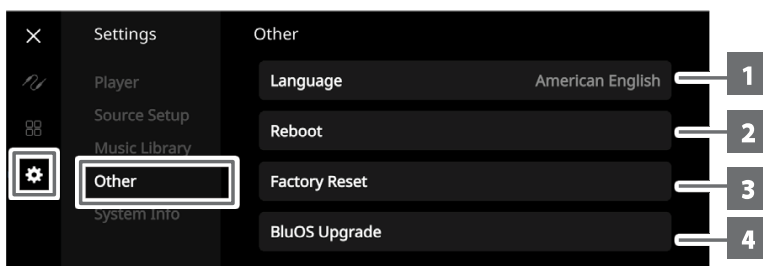 Settings
Other
Player
Source Setup
Music Library
Other
System Info
Language American English
Reboot
Factory Reset
BluOS Upgrade
1
2
3
4